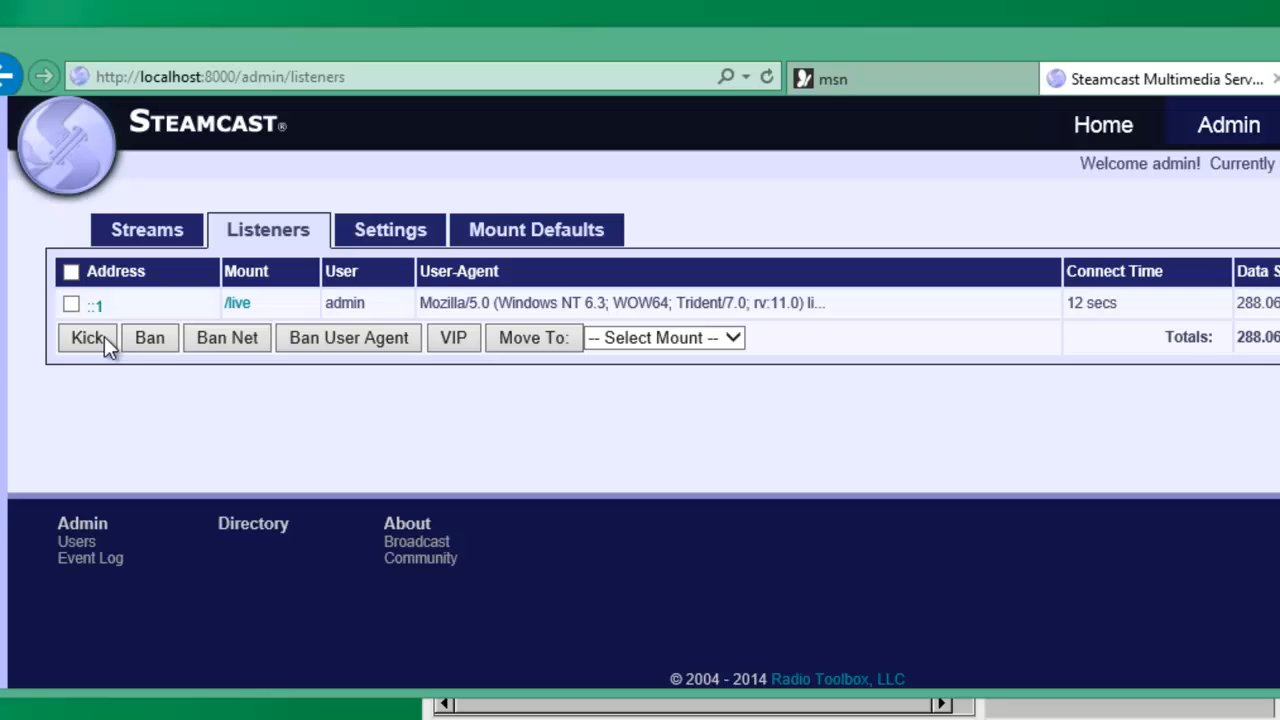 http://localhost:8000/admin/listeners
msn
Steamcast Multimedia Serv...
STEAMCAST®
Home
Admin
Welcome admin! Currently
Streams
Listeners
Settings
Mount Defaults
Address Mount User User-Agent Connect Time Data S
::1 /live admin Mozilla/5.0 (Windows NT 6.3; WOW64; Trident/7.0; rv:11.0) li... 12 secs 288.06
Kick Ban Ban Net Ban User Agent VIP Move To: -- Select Mount -- Totals: 288.06
Admin Directory About
Users Broadcast
Event Log Community
© 2004 - 2014 Radio Toolbox, LLC